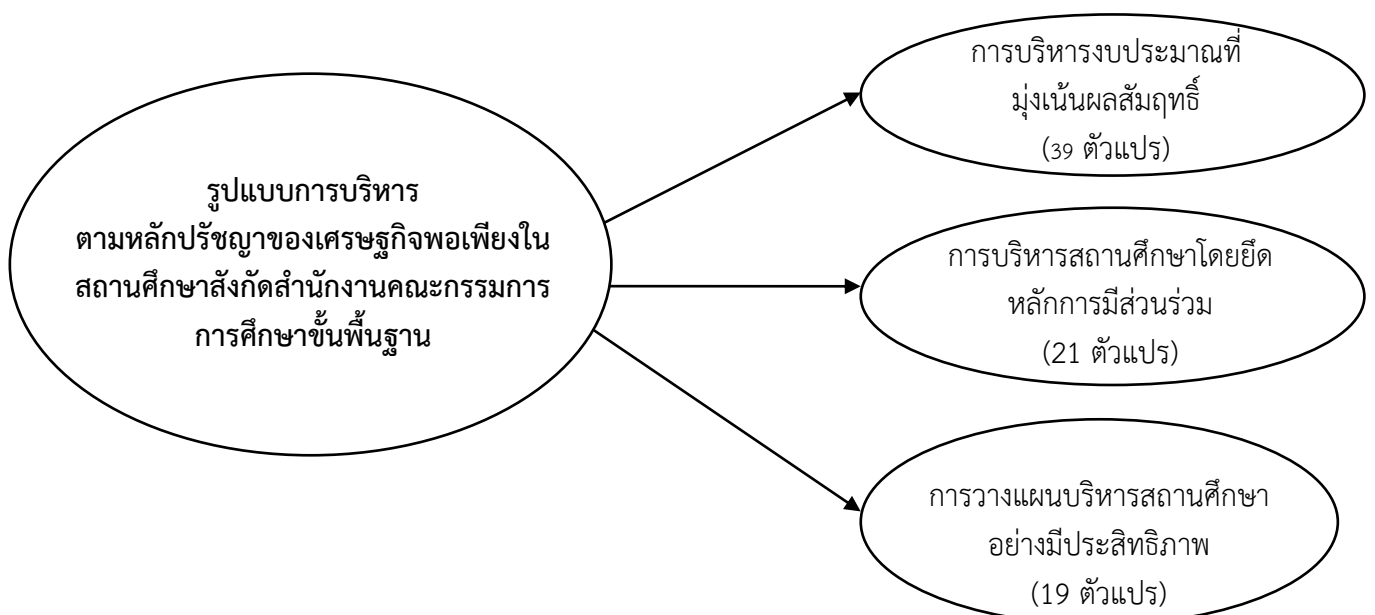 การบริหารงบประมาณที่
มุ่งเน้นผลสัมฤทธิ์
(39 ตัวแปร)
รูปแบบการบริหาร
ตามหลักปรัชญาของเศรษฐกิจพอเพียงใน
สถานศึกษาสังกัดสำนักงานคณะกรรมการ
การศึกษาขั้นพื้นฐาน
การบริหารสถานศึกษาโดยยึด
หลักการมีส่วนร่วม
(21 ตัวแปร)
การวางแผนบริหารสถานศึกษา
อย่างมีประสิทธิภาพ
(19 ตัวแปร)